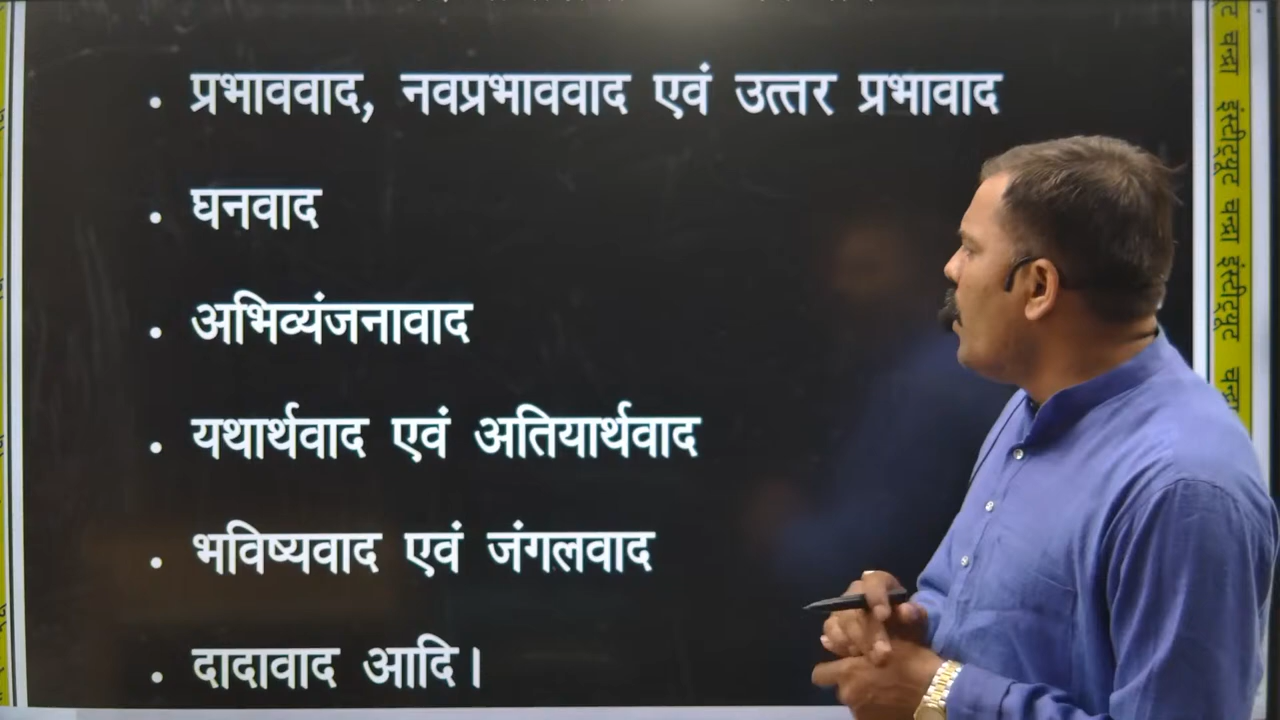 • प्रभाववाद, नवप्रभाववाद एवं उत्तर प्रभावाद
• घनवाद
• अभिव्यंजनावाद
• यथार्थवाद एवं अतियार्थवाद
• भविष्यवाद एवं जंगलवाद
• दादावाद आदि।
इंस्टीट्यूट चन्द्रा इंस्टीट्यूट